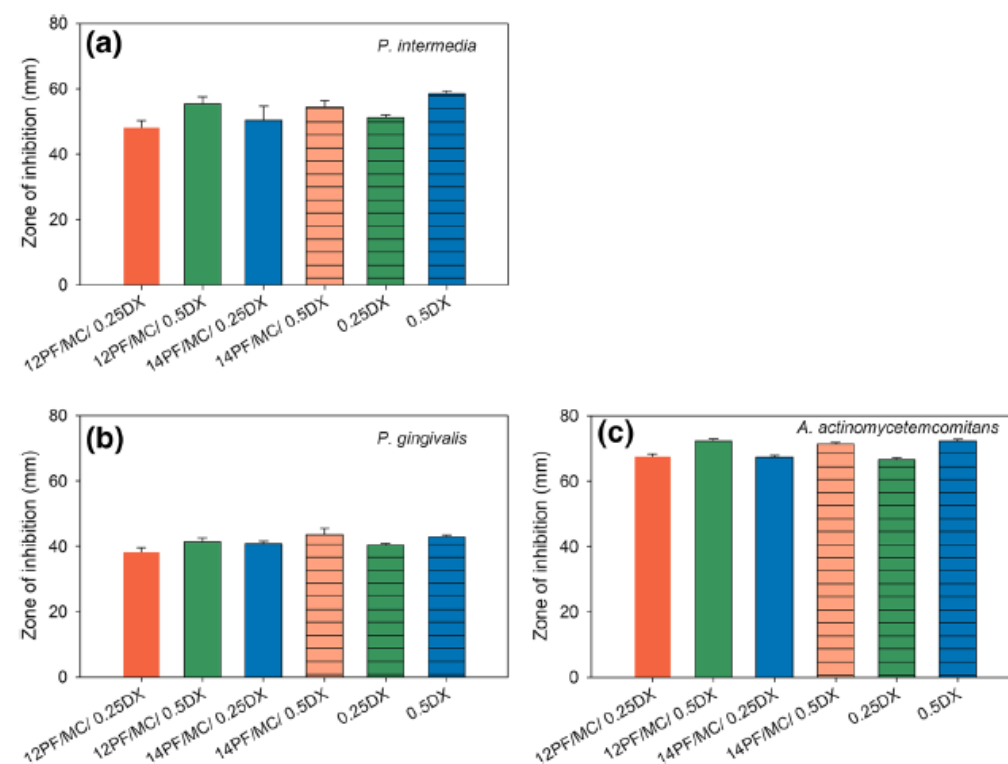 80
(a)
P. intermedia
60
40
20
0
Zone of inhibition (mm)
12PF/MC/ 0.25DX
12PF/MC/ 0.5DX
14PF/MC/ 0.25DX
14PF/MC/ 0.5DX
0.25DX
0.5DX
80
(b)
P. gingivalis
60
40
20
0
Zone of inhibition (mm)
12PF/MC/ 0.25DX
12PF/MC/ 0.5DX
14PF/MC/ 0.25DX
14PF/MC/ 0.5DX
0.25DX
0.5DX
80
(c)
A. actinomycetemcomitans
60
40
20
0
Zone of inhibition (mm)
12PF/MC/ 0.25DX
12PF/MC/ 0.5DX
14PF/MC/ 0.25DX
14PF/MC/ 0.5DX
0.25DX
0.5DX